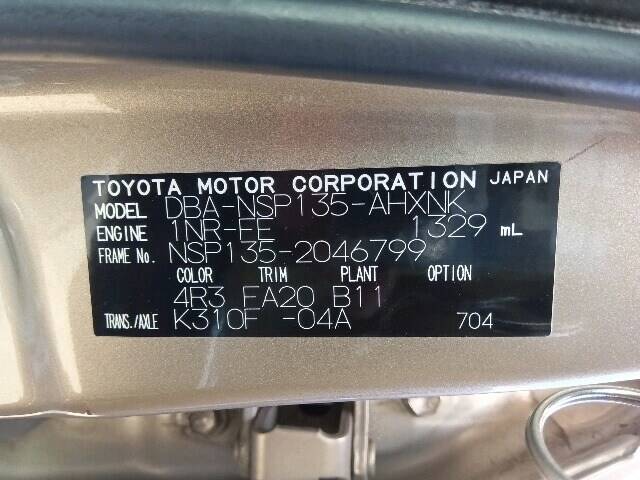 TOYOTA MOTOR CORPORATION JAPAN
MODEL DBA-NSP135-AHXNK
ENGINE 1NR-FE 1329 mL
FRAME No. NSP135-2046799
COLOR TRIM PLANT OPTION
4R3 FA20 B11
TRANS./AXLE K310F -04A 704